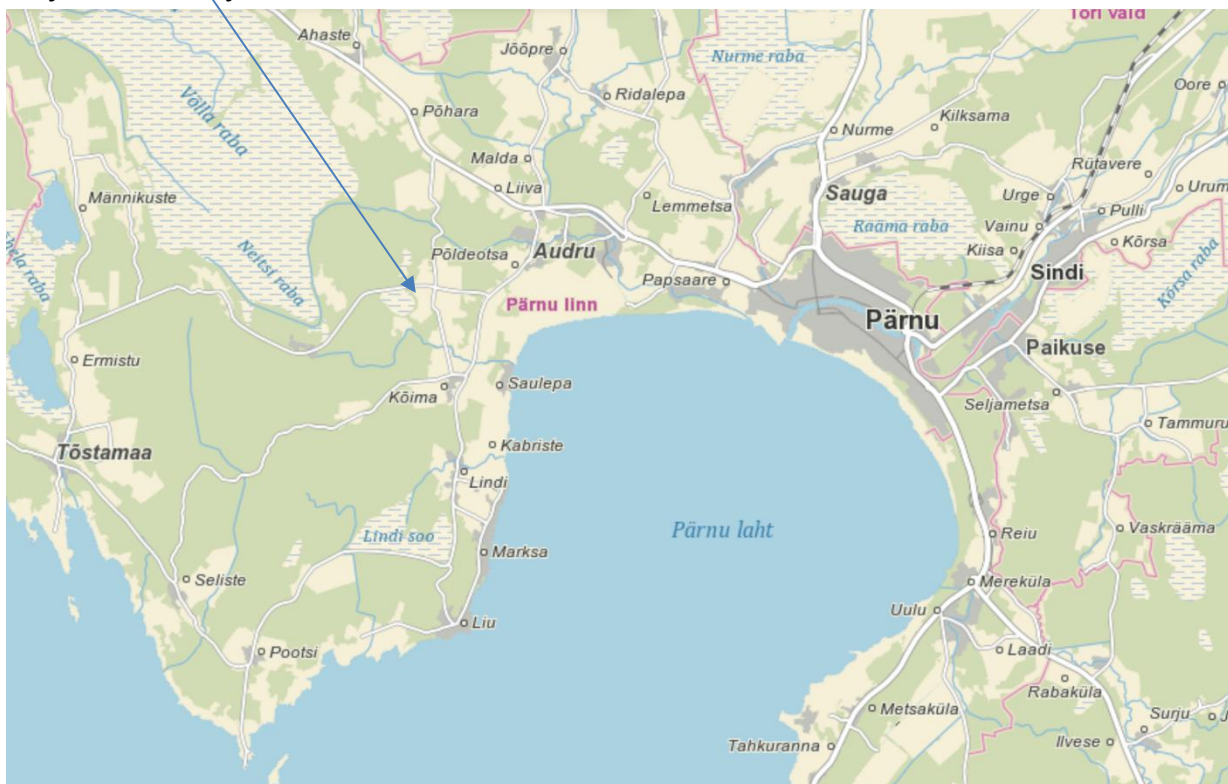 Tori vald
Ahaste
Jõõpre
Nurme raba
Oore
Võlla raba
Ridalepa
Põhara
Kilksama
Nurme
Malda
Rütavere
Liiva
Sauga
Urge
Urum
Männikuste
Lemmetsa
Pulli
Rääma raba
Vainu
Kiisa
Kõrsa
Audru
Põldeotsa
Neitsi raba
Papsaare
Sindi
Kõrsa raba
Pärnu linn
Pärnu
Paikuse
Ermistu
Saulepa
Kõima
Seljametsa
Tammuru
Kabriste
Tõstamaa
Lindi
Lindi soo
Pärnu laht
Vaskrääma
Reiu
Marksa
Seliste
Mereküla
Uulu
Liu
Pootsi
Laadi
Rabaküla
Metsaküla
Surju
Ilvese
Tahkuranna